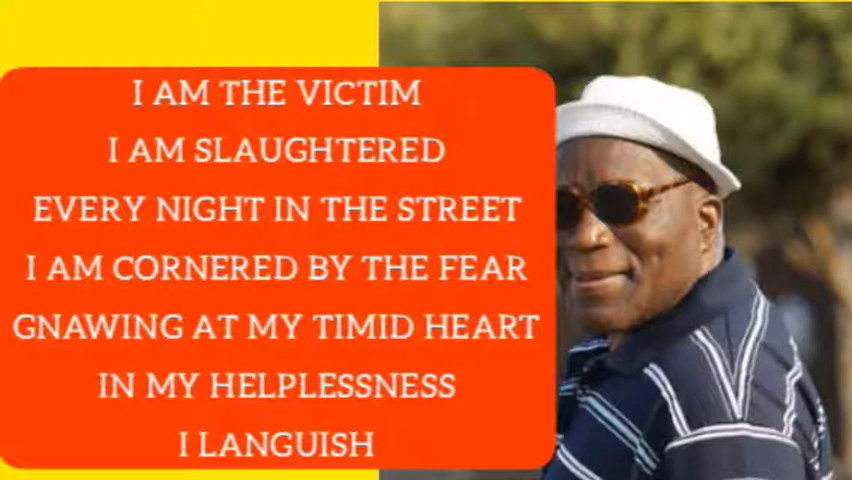 I AM THE VICTIM
I AM SLAUGHTERED
EVERY NIGHT IN THE STREET
I AM CORNERED BY THE FEAR
GNAWING AT MY TIMID HEART
IN MY HELPLESSNESS
I LANGUISH